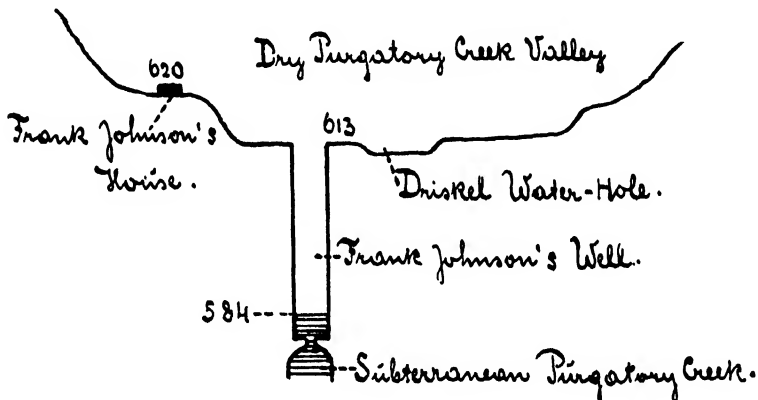 Dry Purgatory Creek Valley
620
Frank Johnson's
House.
613
Driskel Water-Hole.
Frank Johnson's Well.
584
Subterranean Purgatory Creek.